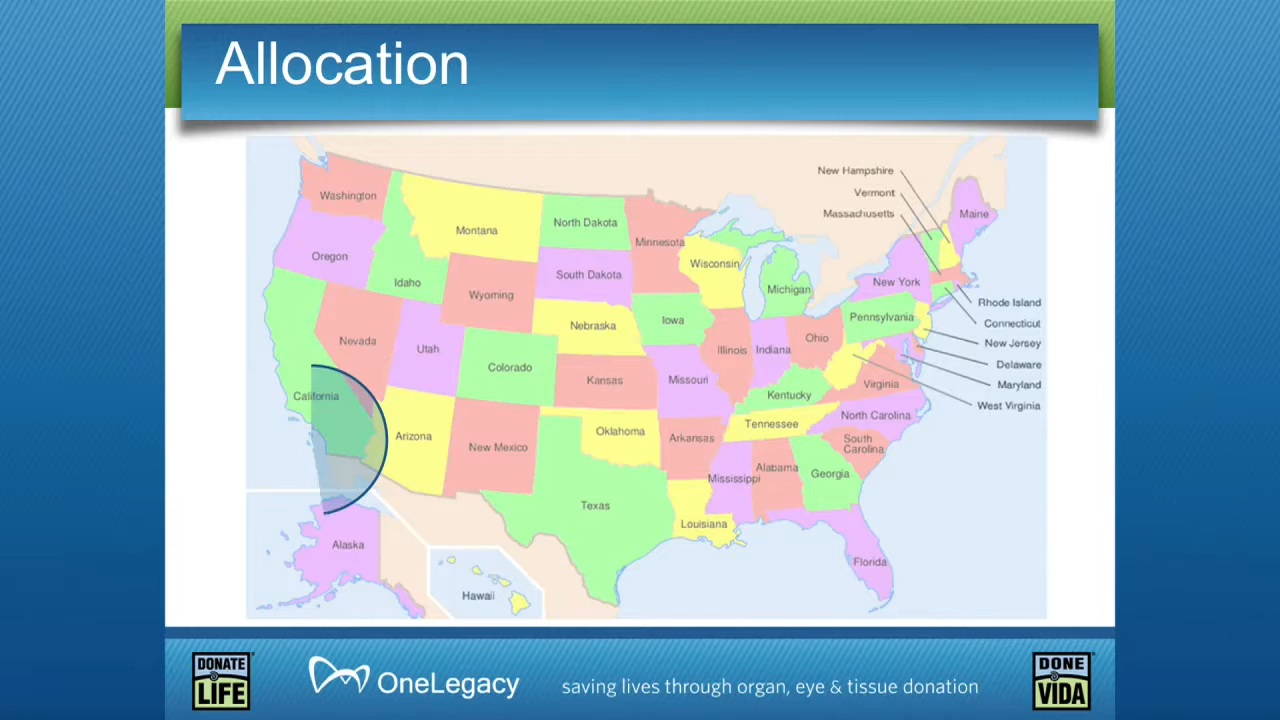 Allocation
New Hampshire
Vermont
Massachusetts
Washington
Montana
North Dakota
Minnesota
Maine
Oregon
Idaho
Wyoming
South Dakota
Wisconsin
Michigan
New York
Rhode Island
Connecticut
New Jersey
Delaware
Maryland
West Virginia
Nevada
Utah
Colorado
Nebraska
Iowa
Illinois
Indiana
Ohio
Pennsylvania
Kansas
Missouri
Kentucky
Virginia
California
Arizona
New Mexico
Oklahoma
Arkansas
Tennessee
North Carolina
South
Carolina
Texas
Louisiana
Mississippi
Alabama
Georgia
Florida
Alaska
Hawaii
DONATE
LIFE
OneLegacy
saving lives through organ, eye & tissue donation
DONE
VIDA